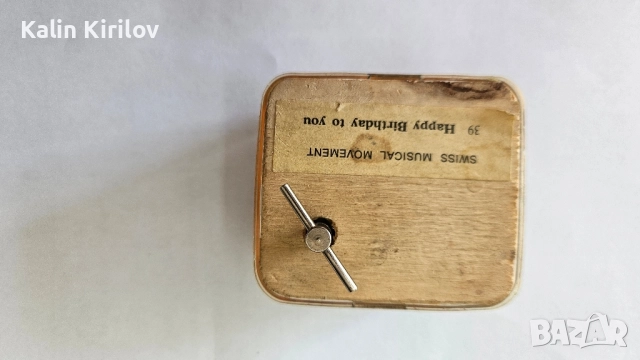 Kalin Kirilov
SWISS MUSICAL MOVEMENT
39 Happy Birthday to you
BAZAR